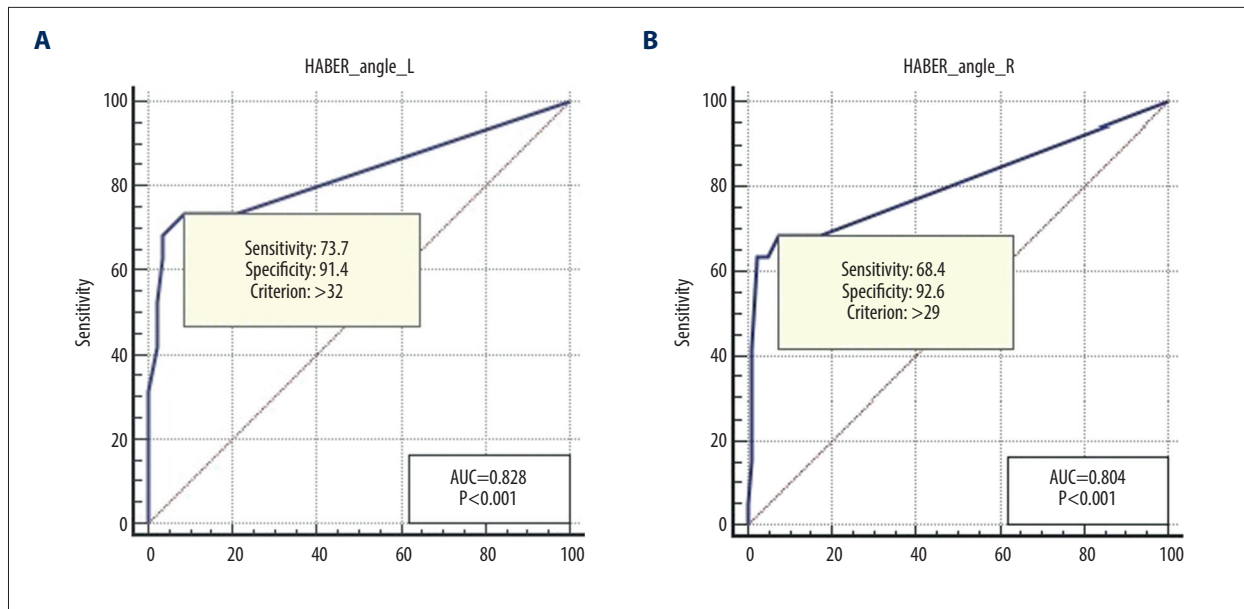 A
HABER_angle_L
100
80
60
40
20
0
Sensitivity
Sensitivity: 73.7
Specificity: 91.4
Criterion: >32
AUC=0.828
P<0.001
0 20 40 60 80 100
B
HABER_angle_R
100
80
60
40
20
0
Sensitivity
Sensitivity: 68.4
Specificity: 92.6
Criterion: >29
AUC=0.804
P<0.001
0 20 40 60 80 100